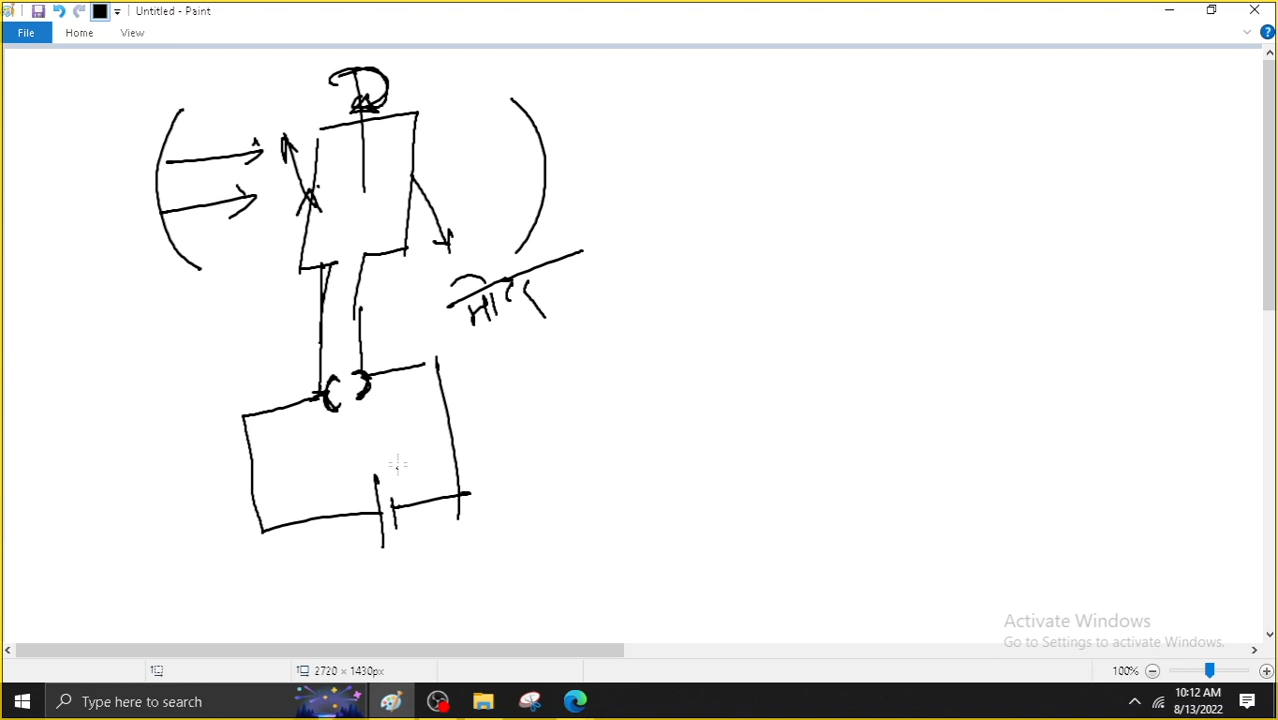 Untitled - Paint
File Home View
D
Activate Windows
Go to Settings to activate Windows.
2720 × 1430px 100%
Type here to search
10:12 AM
8/13/2022